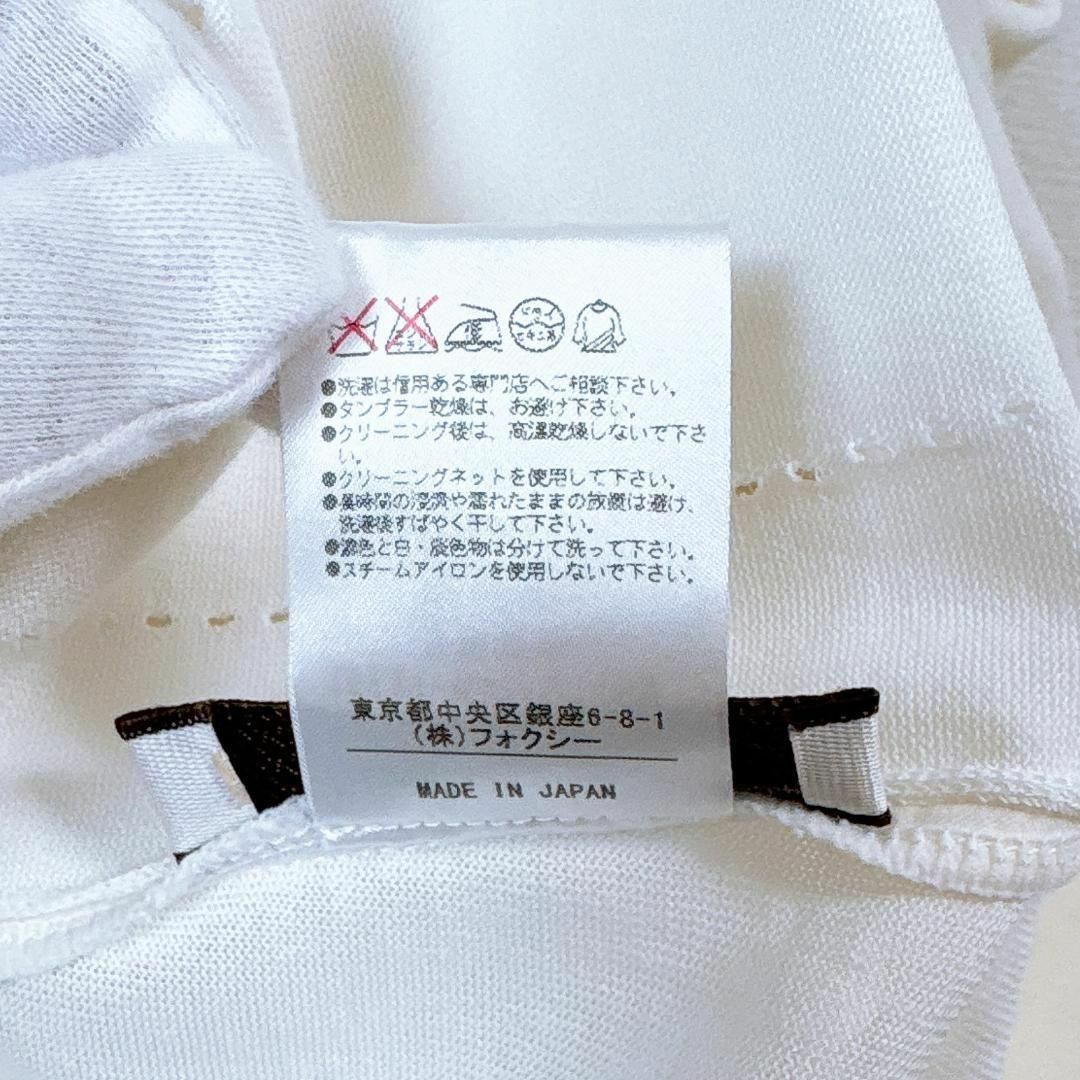 エンソ
サラシ
●洗濯は信用ある専門店へご相談下さい。
●タンブラー乾燥は、お避け下さい。
●クリーニング後は、高温乾燥しないで下さ
い。
●クリーニングネットを使用して下さい。
●長時間の浸漬や濡れたままの放置は避け、
洗濯後すばやく干して下さい。
●濃色と白・淡色物は分けて洗って下さい。
●スチームアイロンを使用しないで下さい。
東京都中央区銀座6-8-1
(株)フォクシー
MADE IN JAPAN